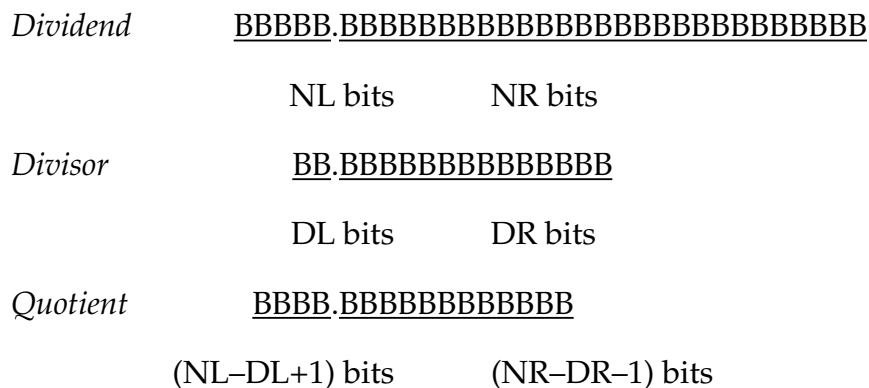 Dividend BBBBB.BBBBBBBBBBBBBBBBBBBBBBBBBBB
NL bits NR bits
Divisor BB.BBBBBBBBBBBBBB
DL bits DR bits
Quotient BBBB.BBBBBBBBBBBB
(NL–DL+1) bits (NR–DR–1) bits